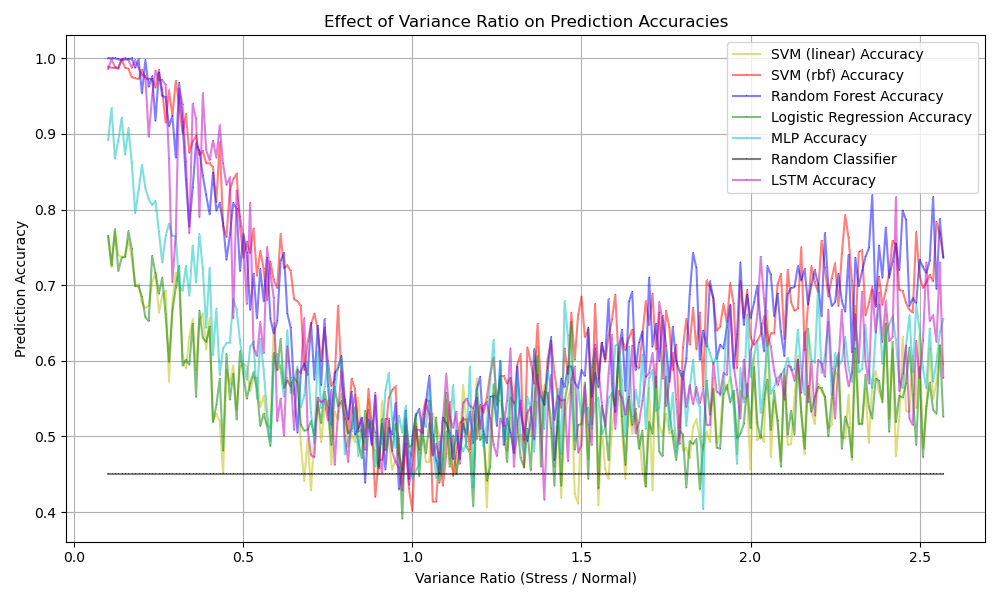 Effect of Variance Ratio on Prediction Accuracies
SVM (linear) Accuracy
SVM (rbf) Accuracy
Random Forest Accuracy
Logistic Regression Accuracy
MLP Accuracy
Random Classifier
LSTM Accuracy
Prediction Accuracy
1.0
0.9
0.8
0.7
0.6
0.5
0.4
0.0 0.5 1.0 1.5 2.0 2.5
Variance Ratio (Stress / Normal)